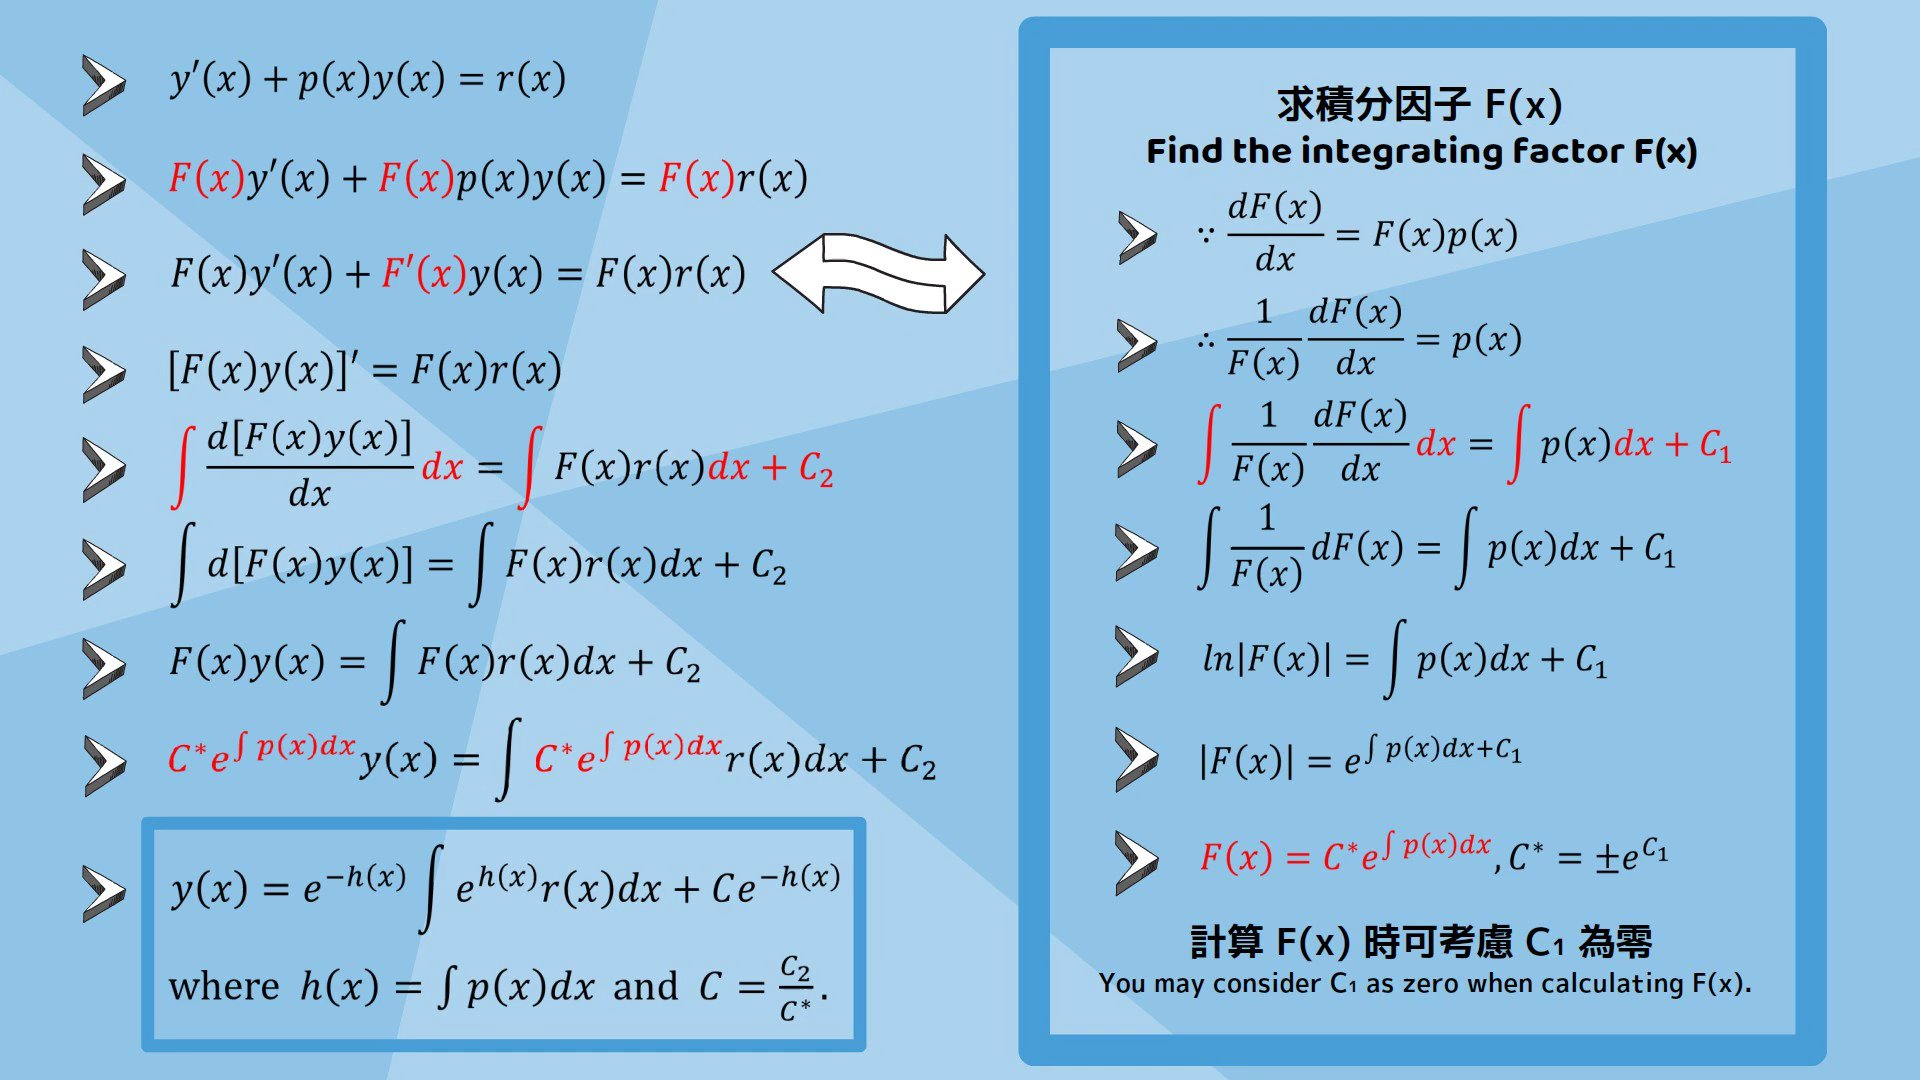 y′(x) + p(x)y(x) = r(x)
F(x)y′(x) + F(x)p(x)y(x) = F(x)r(x)
F(x)y′(x) + F′(x)y(x) = F(x)r(x)
[F(x)y(x)]′ = F(x)r(x)
∫ d[F(x)y(x)]/dx dx = ∫ F(x)r(x)dx + C₂
∫ d[F(x)y(x)] = ∫ F(x)r(x)dx + C₂
F(x)y(x) = ∫ F(x)r(x)dx + C₂
C*e^{∫ p(x)dx} y(x) = ∫ C*e^{∫ p(x)dx} r(x)dx + C₂
y(x) = e^{−h(x)} ∫ e^{h(x)} r(x)dx + Ce^{−h(x)}
where h(x) = ∫ p(x)dx and C = C₂/C*.
求積分因子 F(x)
Find the integrating factor F(x)
∵ dF(x)/dx = F(x)p(x)
∴ 1/F(x) dF(x)/dx = p(x)
∫ 1/F(x) dF(x)/dx dx = ∫ p(x)dx + C₁
∫ 1/F(x) dF(x) = ∫ p(x)dx + C₁
ln|F(x)| = ∫ p(x)dx + C₁
|F(x)| = e^{∫ p(x)dx+C₁}
F(x) = C*e^{∫ p(x)dx}, C* = ±e^{C₁}
計算 F(x) 時可考慮 C₁ 為零
You may consider C₁ as zero when calculating F(x).